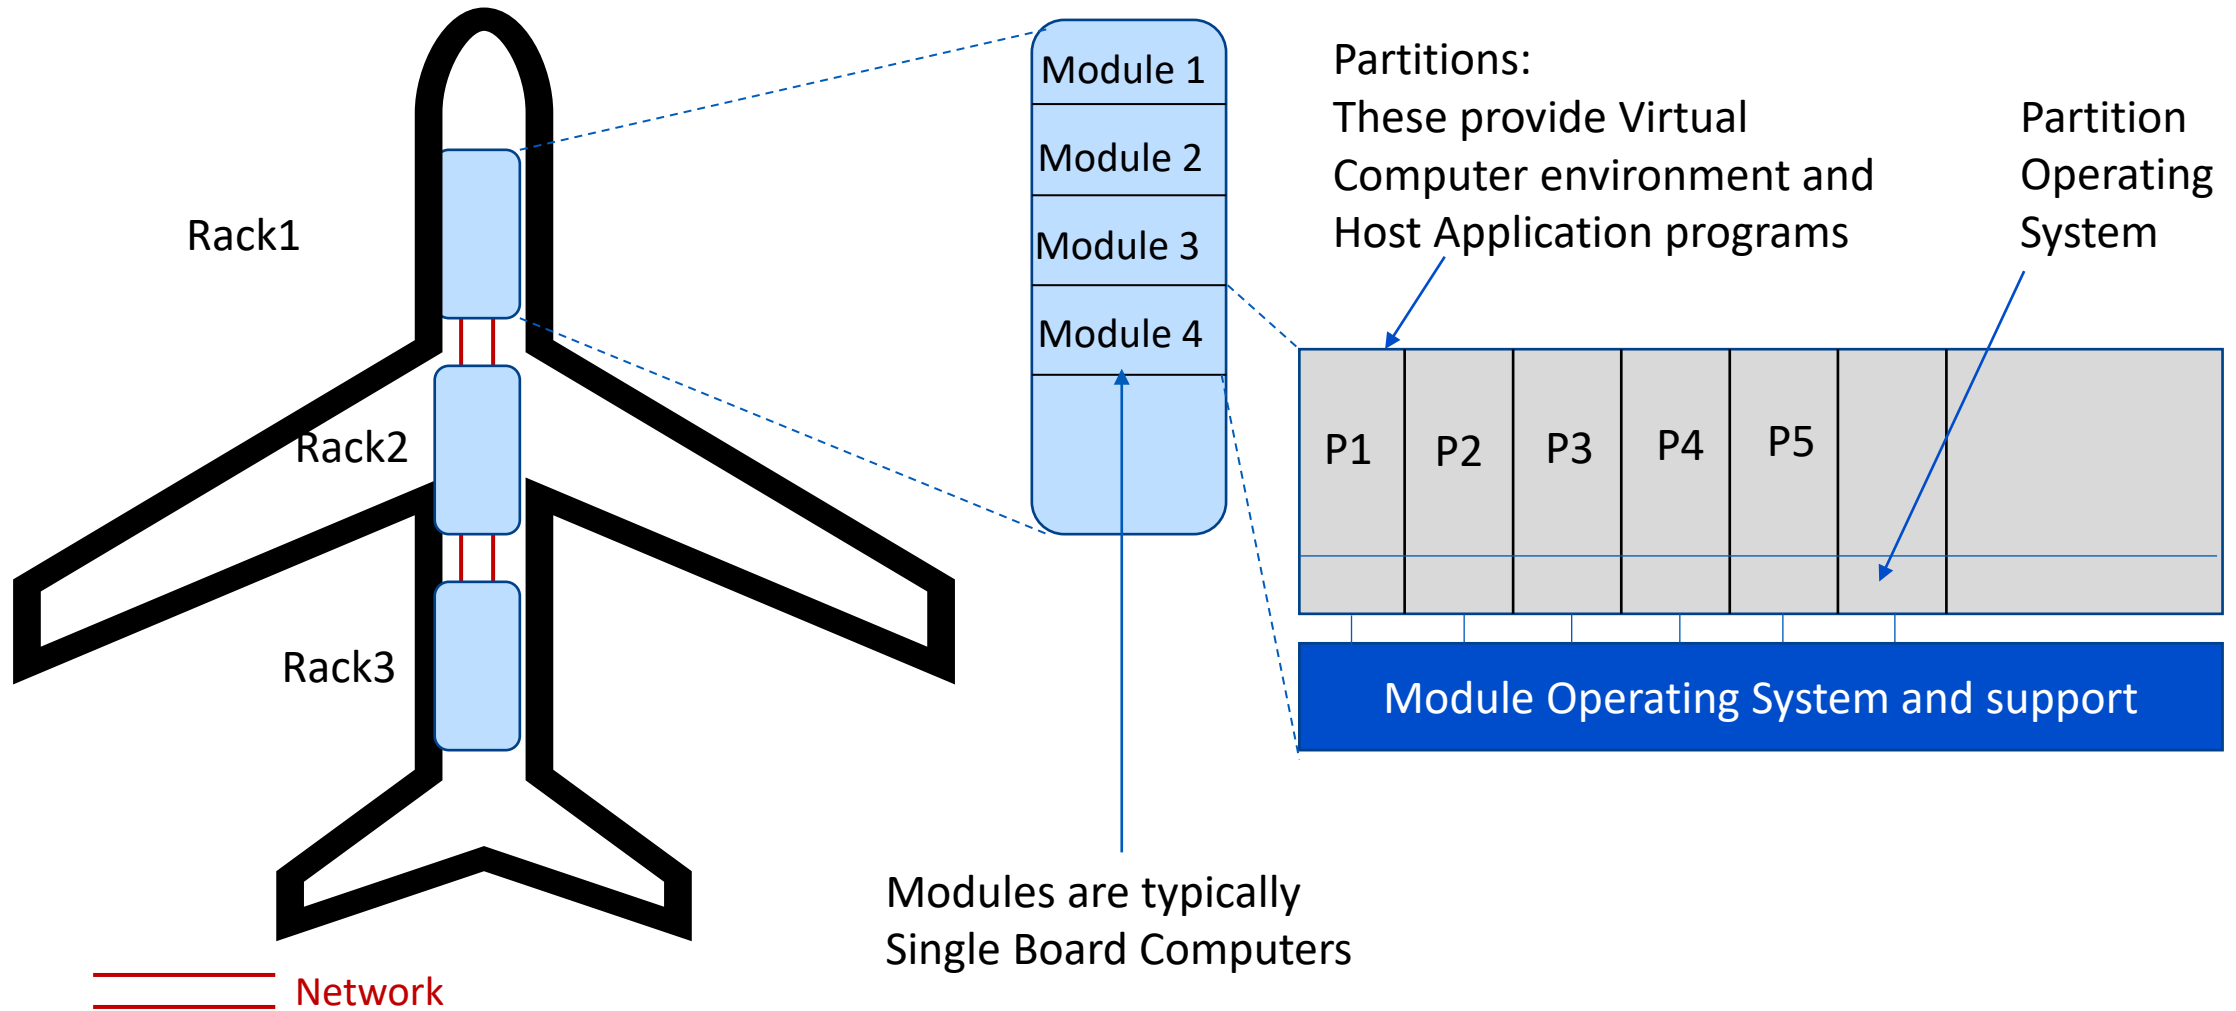 Rack1
Rack2
Rack3
Network
Module 1
Module 2
Module 3
Module 4
Modules are typically
Single Board Computers
Partitions:
These provide Virtual
Computer environment and
Host Application programs
Partition
Operating
System
P1
P2
P3
P4
P5
Module Operating System and support